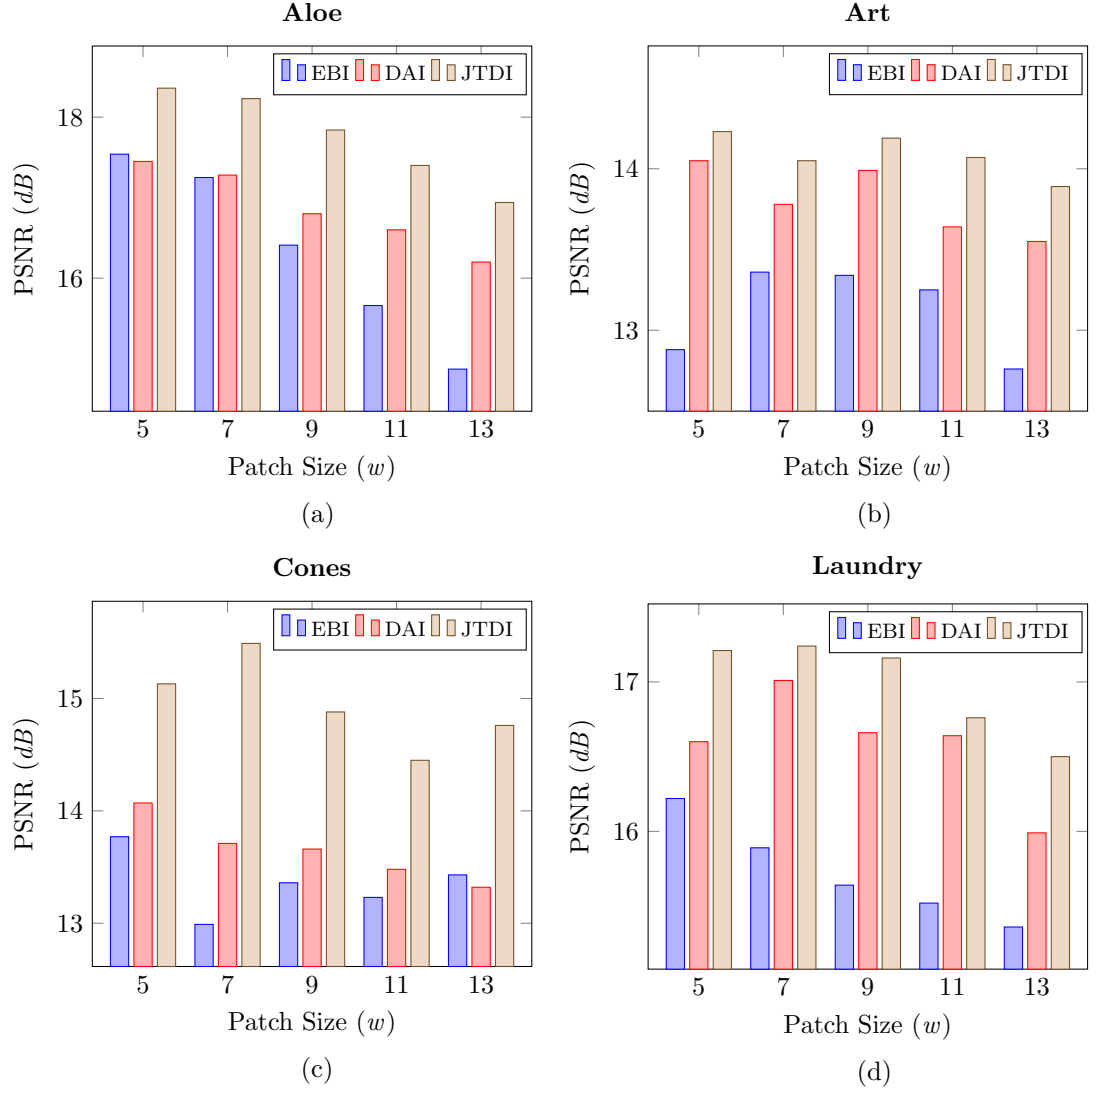 Aloe
EBI DAI JTDI
18
16
PSNR (dB)
5 7 9 11 13
Patch Size (w)
(a)
Art
EBI DAI JTDI
14
13
PSNR (dB)
5 7 9 11 13
Patch Size (w)
(b)
Cones
EBI DAI JTDI
15
14
13
PSNR (dB)
5 7 9 11 13
Patch Size (w)
(c)
Laundry
EBI DAI JTDI
17
16
PSNR (dB)
5 7 9 11 13
Patch Size (w)
(d)